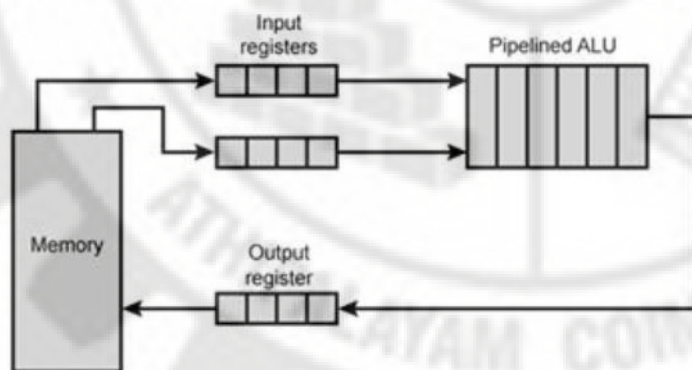 Input
registers
Pipelined ALU
Memory
Output
register